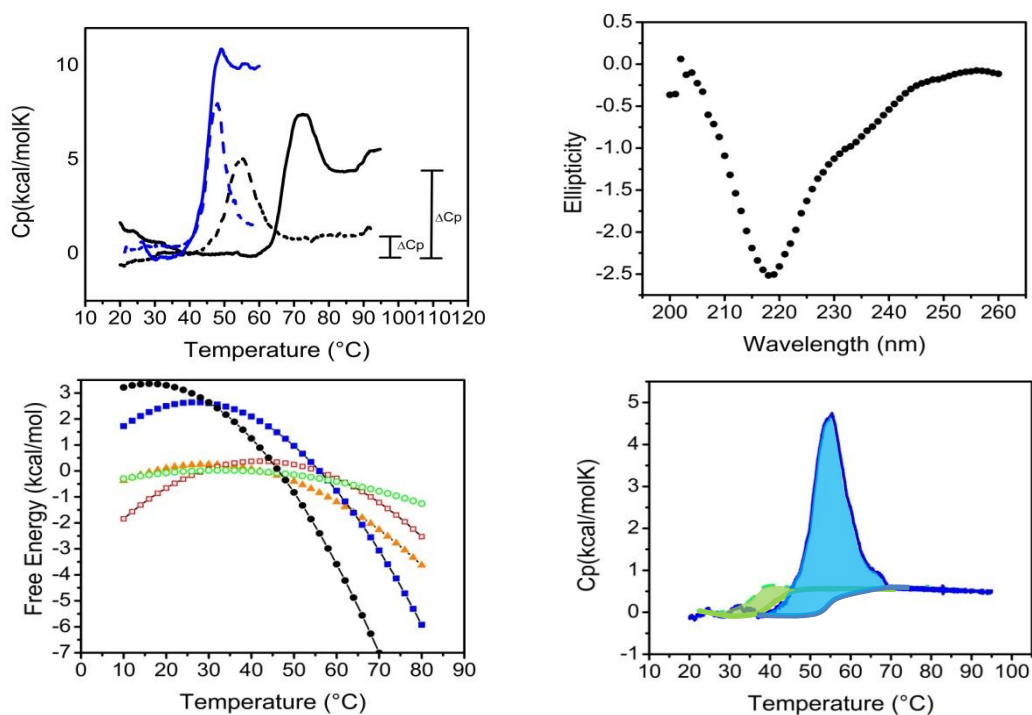 Cp(kcal/molK)
10
5
0
ΔCp
ΔCp
10 20 30 40 50 60 70 80 90 100 110 120
Temperature (°C)
Ellipticity
0.0
-0.5
-1.0
-1.5
-2.0
-2.5
200 210 220 230 240 250 260
Wavelength (nm)
Free Energy (kcal/mol)
3
2
1
0
-1
-2
-3
-4
-5
-6
-7
0 10 20 30 40 50 60 70 80 90
Temperature (°C)
Cp(kcal/molK)
5
4
3
2
1
0
-1
20 30 40 50 60 70 80 90 100
Temperature (°C)